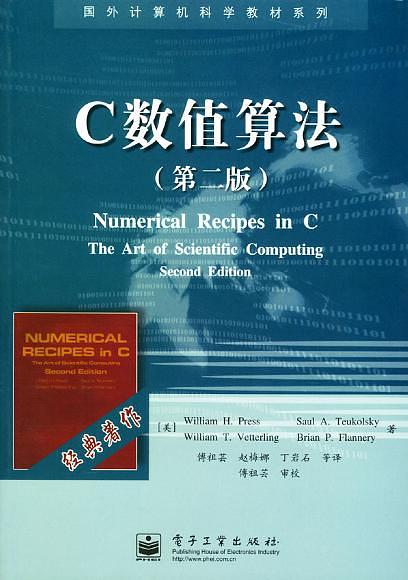 国外计算机科学教材系列
C数值算法
（第二版）
Numerical Recipes in C
The Art of Scientific Computing
Second Edition
NUMERICAL
RECIPES in C
The Art of Scientific Computing
Second Edition
经典著作
[美] William H. Press Saul A. Teukolsky
William T. Vetterling Brian P. Flannery 著
傅祖芸 赵梅娜 丁岩石 等译
傅祖芸 审校
电子工业出版社
Publishing House of Electronics Industry
http://www.phei.com.cn